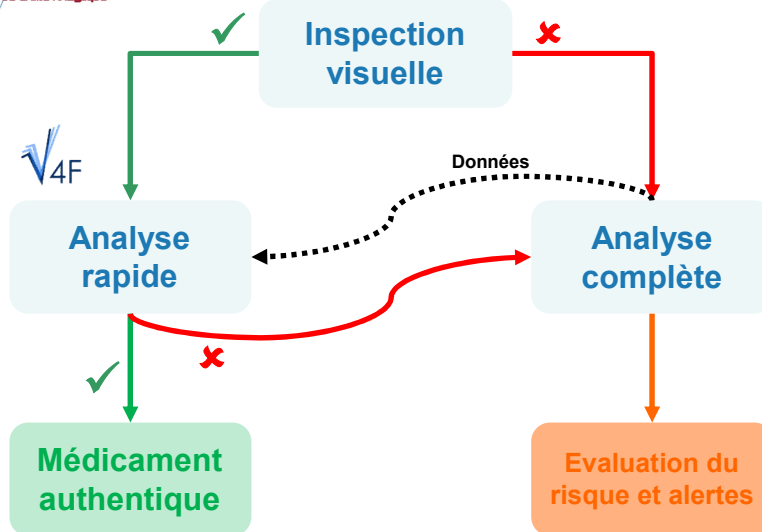 Inspection
visuelle
4F
Données
Analyse
rapide
Analyse
complète
Médicament
authentique
Evaluation du
risque et alertes